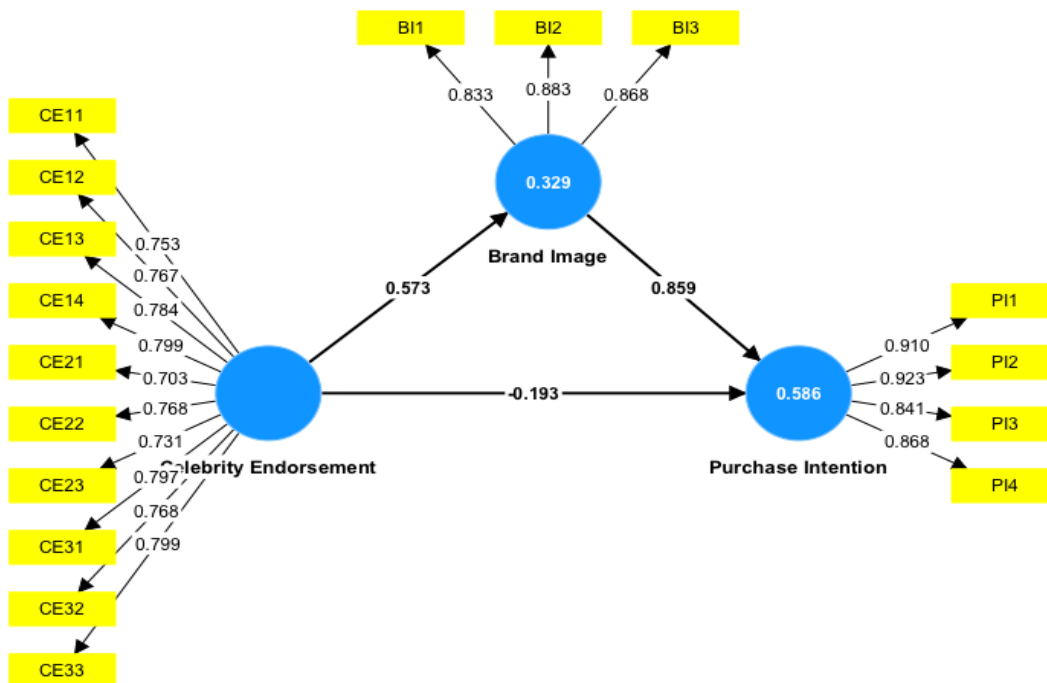 BI1
BI2
BI3
0.833
0.883
0.868
CE11
CE12
CE13
CE14
CE21
CE22
CE23
CE31
CE32
CE33
0.753
0.767
0.784
0.799
0.703
0.768
0.731
0.797
0.768
0.799
0.329
Brand Image
0.573
0.859
-0.193
Celebrity Endorsement
0.586
Purchase Intention
0.910
0.923
0.841
0.868
PI1
PI2
PI3
PI4